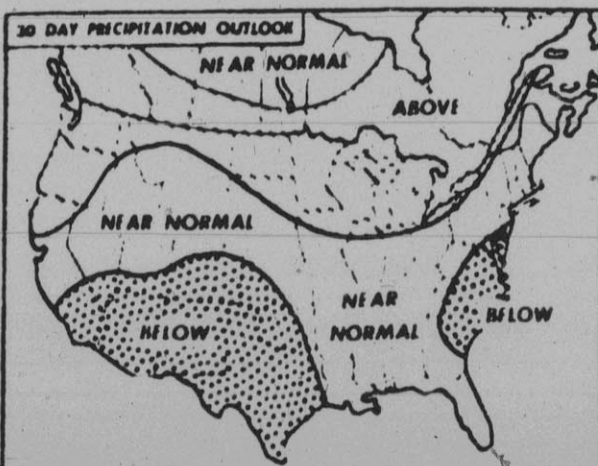 30 DAY PRECIPITATION OUTLOOK
NEAR NORMAL
ABOVE
NEAR NORMAL
NEAR
NORMAL
BELOW
BELOW